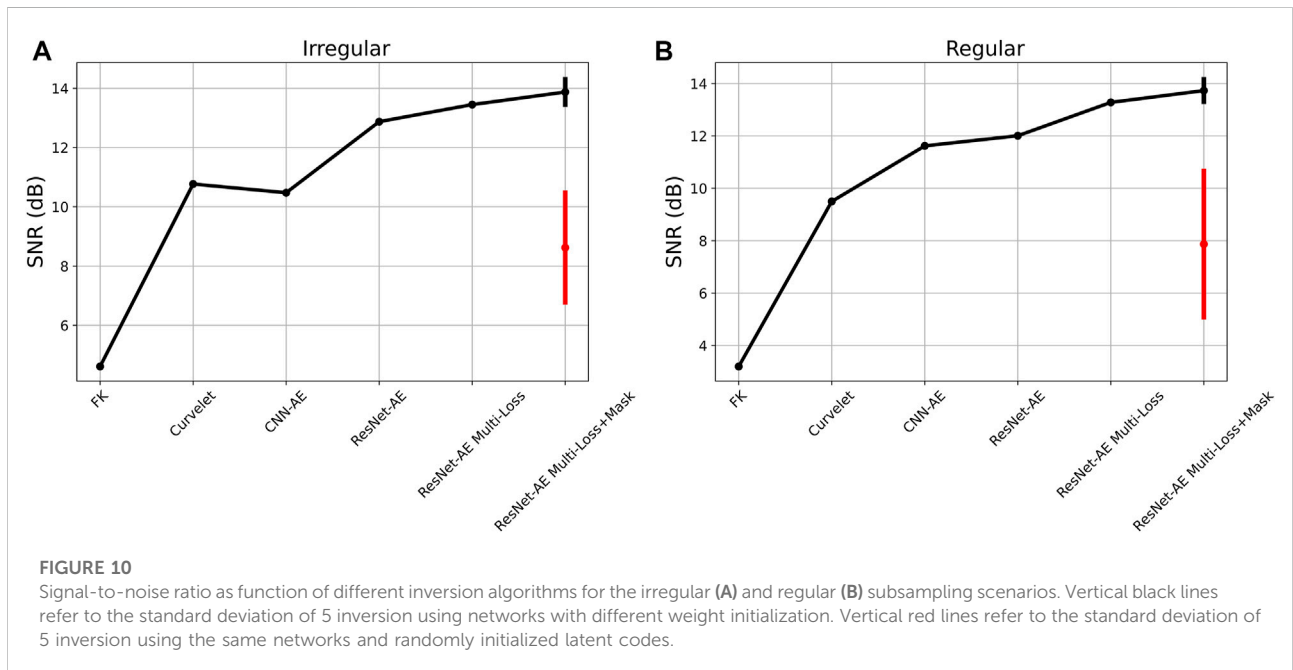 A
Irregular
SNR (dB)
14
12
10
8
6
FK
Curvelet
CNN-AE
ResNet-AE
ResNet-AE Multi-Loss
ResNet-AE Multi-Loss+Mask
B
Regular
SNR (dB)
14
12
10
8
6
4
FK
Curvelet
CNN-AE
ResNet-AE
ResNet-AE Multi-Loss
ResNet-AE Multi-Loss+Mask
FIGURE 10
Signal-to-noise ratio as function of different inversion algorithms for the irregular (A) and regular (B) subsampling scenarios. Vertical black lines
refer to the standard deviation of 5 inversion using networks with different weight initialization. Vertical red lines refer to the standard deviation of
5 inversion using the same networks and randomly initialized latent codes.